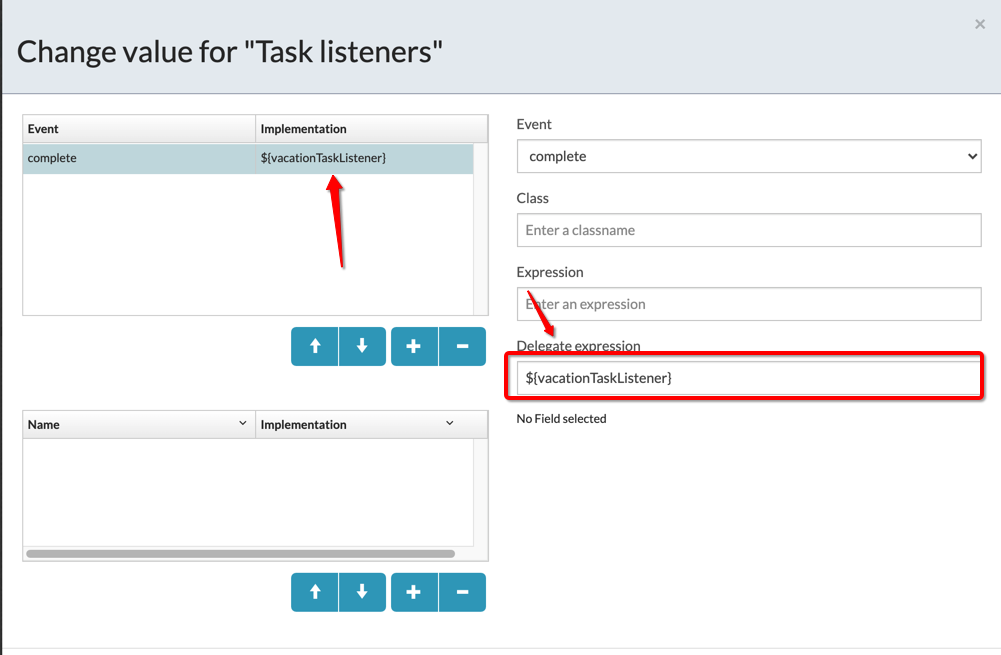 ×
Change value for "Task listeners"
Event Implementation
complete ${vacationTaskListener}
Event
complete
Class
Enter a classname
Expression
Enter an expression
Delegate expression
${vacationTaskListener}
No Field selected
Name Implementation